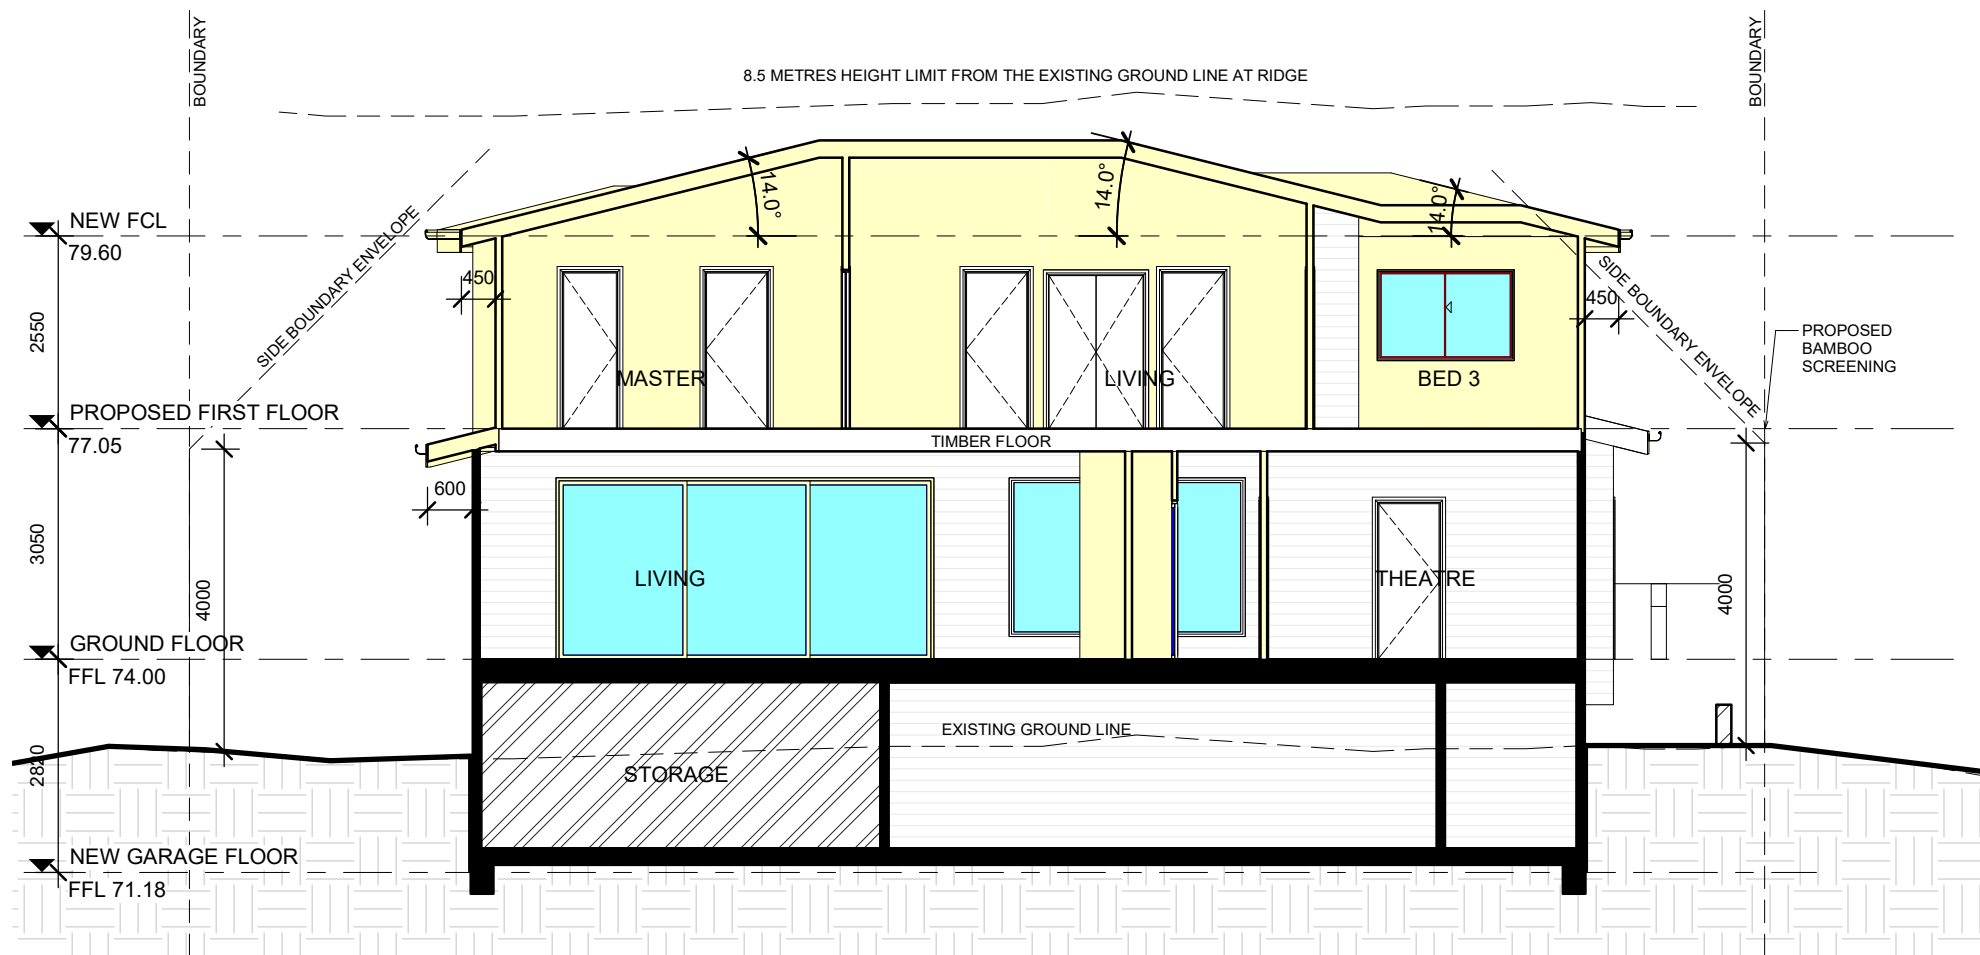 BOUNDARY
BOUNDARY
8.5 METRES HEIGHT LIMIT FROM THE EXISTING GROUND LINE AT RIDGE
14.0°
14.0°
14.0°
NEW FCL
79.60
SIDE BOUNDARY ENVELOPE
SIDE BOUNDARY ENVELOPE
450
450
2550
PROPOSED
BAMBOO
SCREENING
MASTER
LIVING
BED 3
PROPOSED FIRST FLOOR
77.05
TIMBER FLOOR
600
3050
4000
4000
LIVING
THEATRE
GROUND FLOOR
FFL 74.00
EXISTING GROUND LINE
2820
STORAGE
NEW GARAGE FLOOR
FFL 71.18